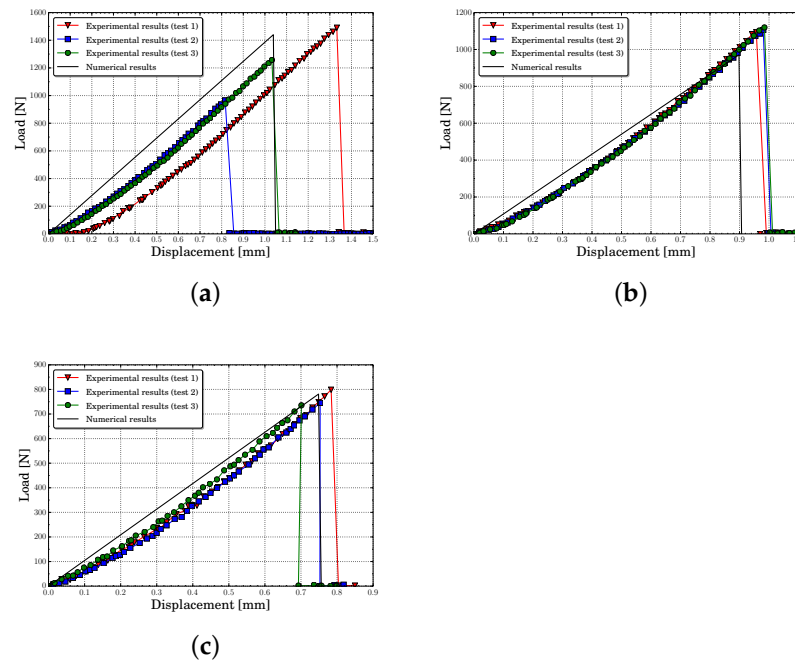 1600
1400
1200
1000
800
600
400
200
0
Load [N]
Experimental results (test 1)
Experimental results (test 2)
Experimental results (test 3)
Numerical results
0.0 0.1 0.2 0.3 0.4 0.5 0.6 0.7 0.8 0.9 1.0 1.1 1.2 1.3 1.4 1.5
Displacement [mm]
(a)
1200
1000
800
600
400
200
0
Load [N]
Experimental results (test 1)
Experimental results (test 2)
Experimental results (test 3)
Numerical results
0.0 0.1 0.2 0.3 0.4 0.5 0.6 0.7 0.8 0.9 1.0 1.1
Displacement [mm]
(b)
900
800
700
600
500
400
300
200
100
0
Load [N]
Experimental results (test 1)
Experimental results (test 2)
Experimental results (test 3)
Numerical results
0.0 0.1 0.2 0.3 0.4 0.5 0.6 0.7 0.8 0.9
Displacement [mm]
(c)